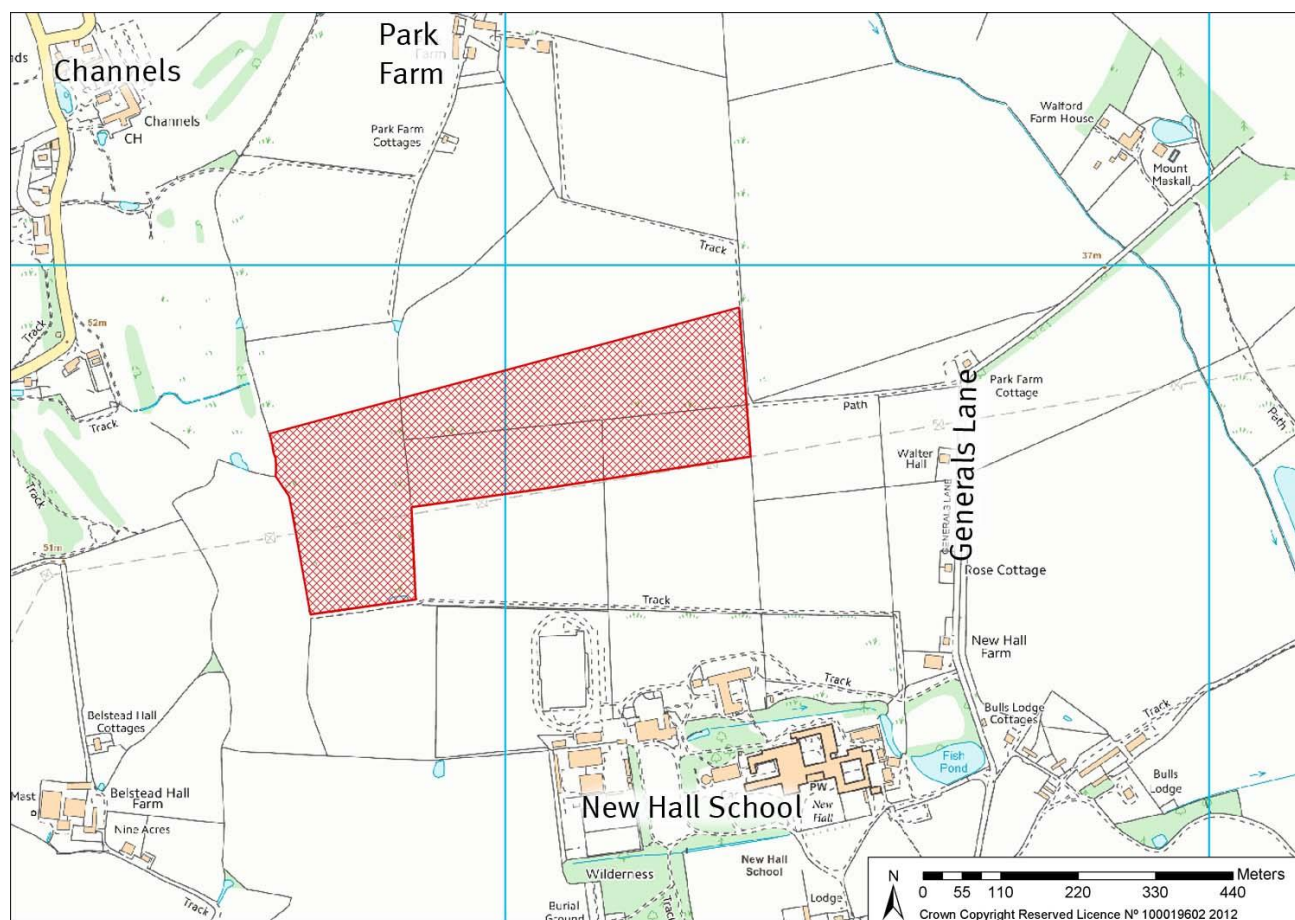 Park
Farm
Channels
Channels
CH
nds
Park Farm
Cottages
Walford
Farm House
Mount
Maskall
Track
37m
52m
Track
Track
Track
51m
Path
Park Farm
Cottage
Path
Walter
Hall
Generals Lane
GENERALS LANE
Rose Cottage
New Hall
Farm
Track
Track
Track
Belstead Hall
Cottages
Mast
Belstead Hall
Farm
Nine Acres
Track
Bulls Lodge
Cottages
Bulls
Lodge
Fish
Pond
PW
New
Hall
New Hall School
New Hall
School
Wilderness
Lodge
Burial
Ground
Track
N
Meters
0 55 110 220 330 440
Crown Copyright Reserved Licence Nº 100019602 2012